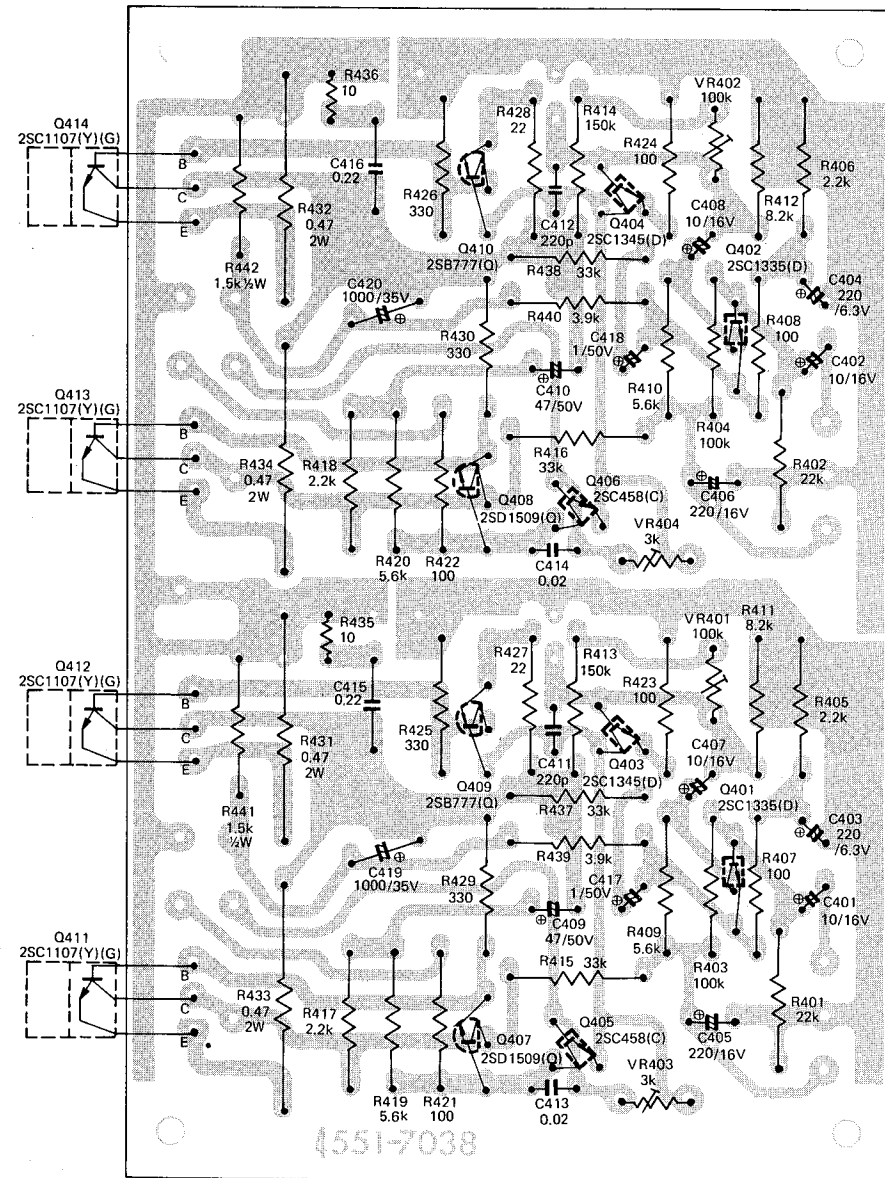 R436
10
VR402
100k
Q414
2SC1107(Y)(G)
R428
22
R414
150k
R424
100
B
C
E
C416
0.22
R426
330
R432
0.47
2W
R406
2.2k
R412
8.2k
C408
10/16V
C412
220p
Q404
2SC1345(D)
Q410
2SB777(Q)
Q402
2SC1335(D)
R442
1.5k ½W
C420
1000/35V
⊕
R438
33k
⊕
⊕
C404
220
/6.3V
R440
3.9k
R430
330
C418
1/50V
⊕
R408
100
C402
10/16V
⊕
⊕
C410
47/50V
R410
5.6k
Q413
2SC1107(Y)(G)
R404
100k
B
C
E
R434
0.47
2W
R418
2.2k
R416
33k
R402
22k
Q408
2SD1509(Q)
Q406
2SC458(C)
⊕
C406
220/16V
VR404
3k
R420
5.6k
R422
100
C414
0.02
R435
10
VR401
100k
R411
8.2k
Q412
2SC1107(Y)(G)
R427
22
R413
150k
R423
100
B
C
E
C415
0.22
R425
330
R431
0.47
2W
R405
2.2k
C407
10/16V
C411
220p
Q403
2SC1345(D)
Q409
2SB777(Q)
Q401
2SC1335(D)
R441
1.5k
½W
R437
33k
⊕
⊕
C403
220
/6.3V
C419
1000/35V
⊕
R439
3.9k
R429
330
C417
1/50V
⊕
R407
100
C401
10/16V
⊕
⊕
C409
47/50V
R409
5.6k
Q411
2SC1107(Y)(G)
R403
100k
B
C
E
R433
0.47
2W
R417
2.2k
R415
33k
R401
22k
Q407
2SD1509(Q)
Q405
2SC458(C)
⊕
C405
220/16V
VR403
3k
R419
5.6k
R421
100
C413
0.02
4551-7038